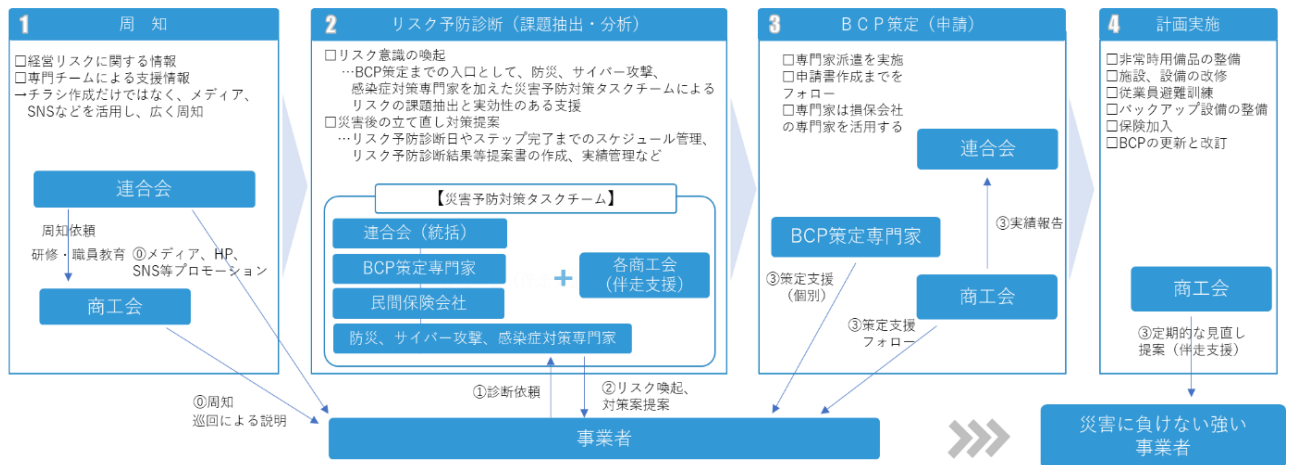 1 周 知
□経営リスクに関する情報
□専門チームによる支援情報
→チラシ作成だけではなく、メディア、
SNSなどを活用し、広く周知
連合会
周知依頼
研修・職員教育
⓪メディア、HP、
SNS等プロモーション
商工会
⓪周知
巡回による説明
2 リスク予防診断（課題抽出・分析）
□リスク意識の喚起
…BCP策定までの入口として、防災、サイバー攻撃、
感染症対策専門家を加えた災害予防対策タスクチームによる
リスクの課題抽出と実効性のある支援
□災害後の立て直し対策提案
…リスク予防診断日やステップ完了までのスケジュール管理、
リスク予防診断結果等提案書の作成、実績管理など
【災害予防対策タスクチーム】
連合会（統括）
BCP策定専門家
民間保険会社
防災、サイバー攻撃、感染症対策専門家
+
各商工会
（伴走支援）
①診断依頼
②リスク喚起、
対策案提案
3 ＢＣＰ策定（申請）
□専門家派遣を実施
□申請書作成までを
フォロー
□専門家は損保会社
の専門家を活用する
連合会
③実績報告
BCP策定専門家
③策定支援
（個別）
商工会
③策定支援
フォロー
4 計画実施
□非常時用備品の整備
□施設、設備の改修
□従業員避難訓練
□バックアップ設備の整備
□保険加入
□BCPの更新と改訂
商工会
③定期的な見直し
提案（伴走支援）
事業者
災害に負けない強い
事業者